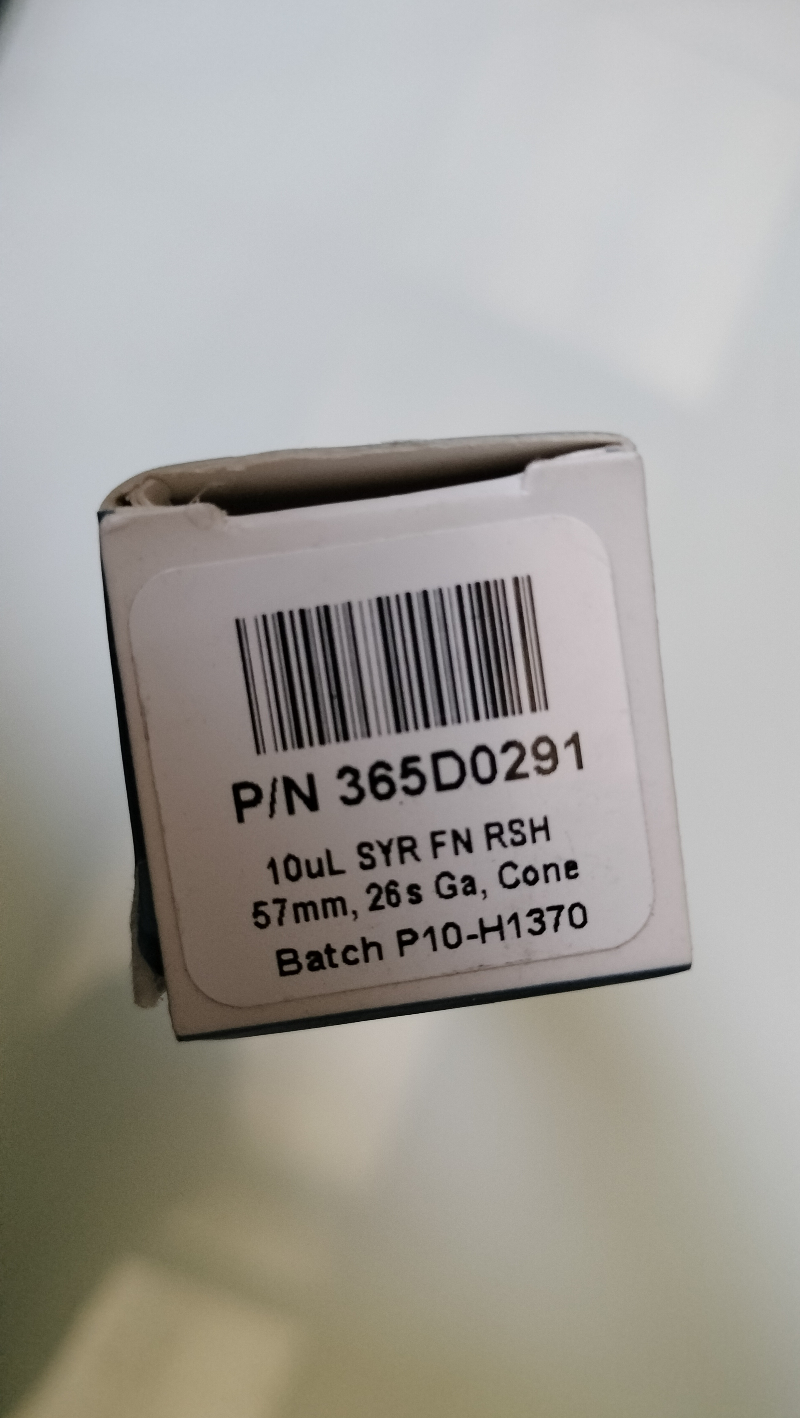 P/N 365D0291
10uL SYR FN RSH
57mm, 26s Ga, Cone
Batch P10-H1370